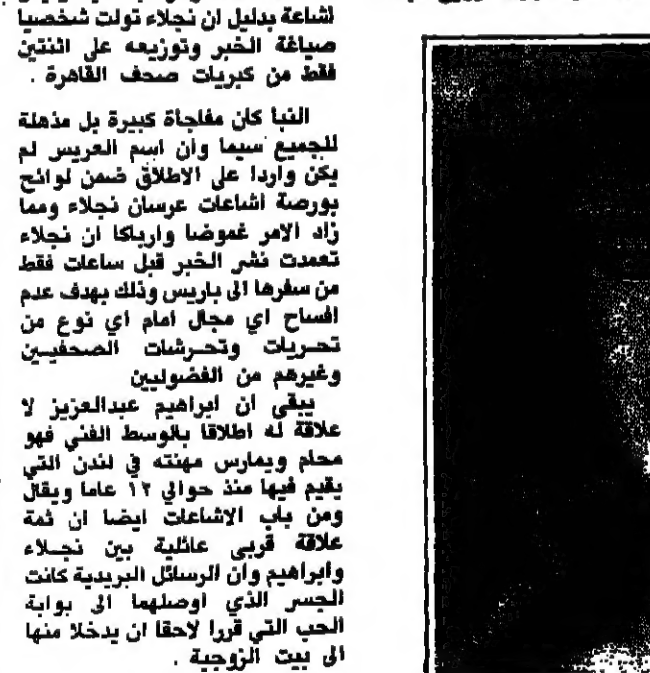 اشاعة بدليل ان نجلاء تولت شخصيا
صياغة الخبر وتوزيعه على اثنتين
فقط من كبريات صحف القاهرة .
النبا كان مفاجأة كبيرة بل مذهلة
للجميع سيما وان اسم العريس لم
يكن واردا على الاطلاق ضمن لوائح
بورصة اشاعات عرسان نجلاء ومما
زاد الامر غموضا وارباكا ان نجلاء
تعمدت نشر الخبر قبل ساعات فقط
من سفرها الى باريس وذلك بهدف عدم
افساح اي مجال امام اي نوع من
تحريات وتحرشات الصحفيين
وغيرهم من الفضوليين
يبقى ان ابراهيم عبدالعزيز لا
علاقة له اطلاقا بالوسط الفني فهو
محام ويمارس مهنته في لندن التي
يقيم فيها منذ حوالي ١٢ عاما ويقال
ومن باب الاشاعات ايضا ان ثمة
علاقة قربى عائلية بين نجلاء
وابراهيم وان الرسائل البريدية كانت
الجسر الذي اوصلهما الى بوابة
الحب التي قررا لاحقا ان يدخلا منها
الى بيت الزوجية .